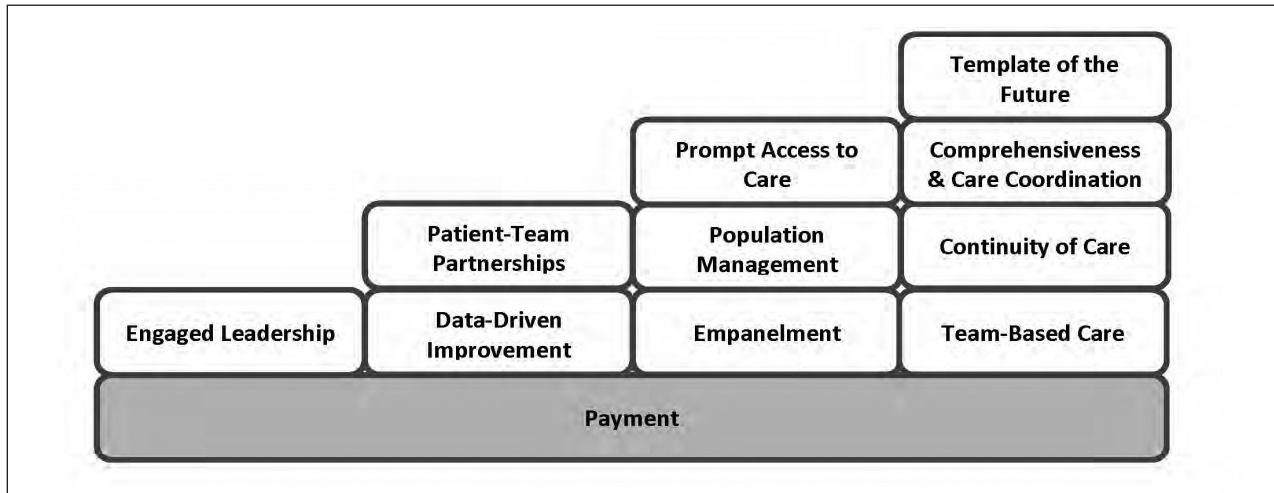 Template of the
Future
Prompt Access to
Care
Comprehensiveness
& Care Coordination
Patient-Team
Partnerships
Population
Management
Continuity of Care
Engaged Leadership
Data-Driven
Improvement
Empanelment
Team-Based Care
Payment